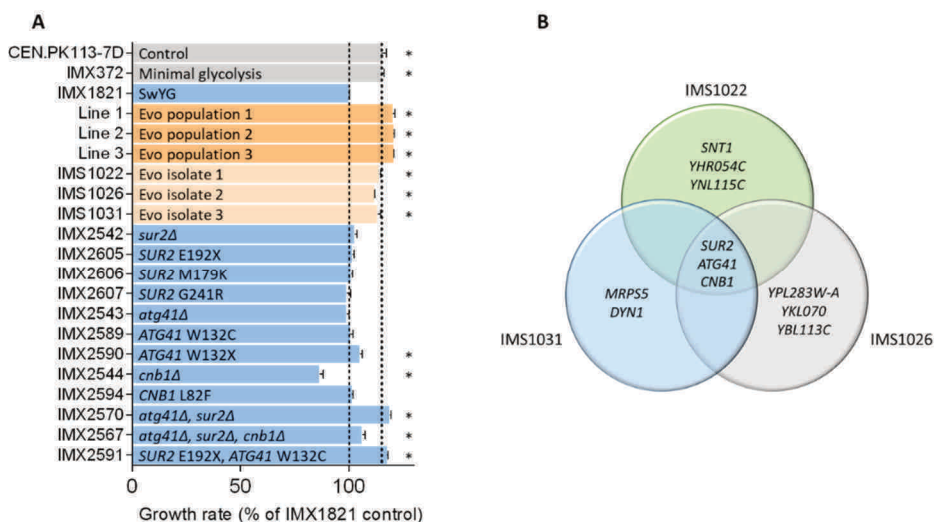 A
CEN.PK113-7D Control *
IMX372 Minimal glycolysis *
IMX1821 SwYG
Line 1 Evo population 1 *
Line 2 Evo population 2 *
Line 3 Evo population 3 *
IMS1022 Evo isolate 1 *
IMS1026 Evo isolate 2 *
IMS1031 Evo isolate 3 *
IMX2542 sur2Δ
IMX2605 SUR2 E192X
IMX2606 SUR2 M179K
IMX2607 SUR2 G241R
IMX2543 atg41Δ
IMX2589 ATG41 W132C
IMX2590 ATG41 W132X *
IMX2544 cnb1Δ *
IMX2594 CNB1 L82F
IMX2570 atg41Δ, sur2Δ *
IMX2567 atg41Δ, sur2Δ, cnb1Δ *
IMX2591 SUR2 E192X, ATG41 W132C *
0 50 100
Growth rate (% of IMX1821 control)
B
IMS1022
SNT1
YHR054C
YNL115C
SUR2
ATG41
CNB1
MRPS5
DYN1
YPL283W-A
YKL070
YBL113C
IMS1031
IMS1026